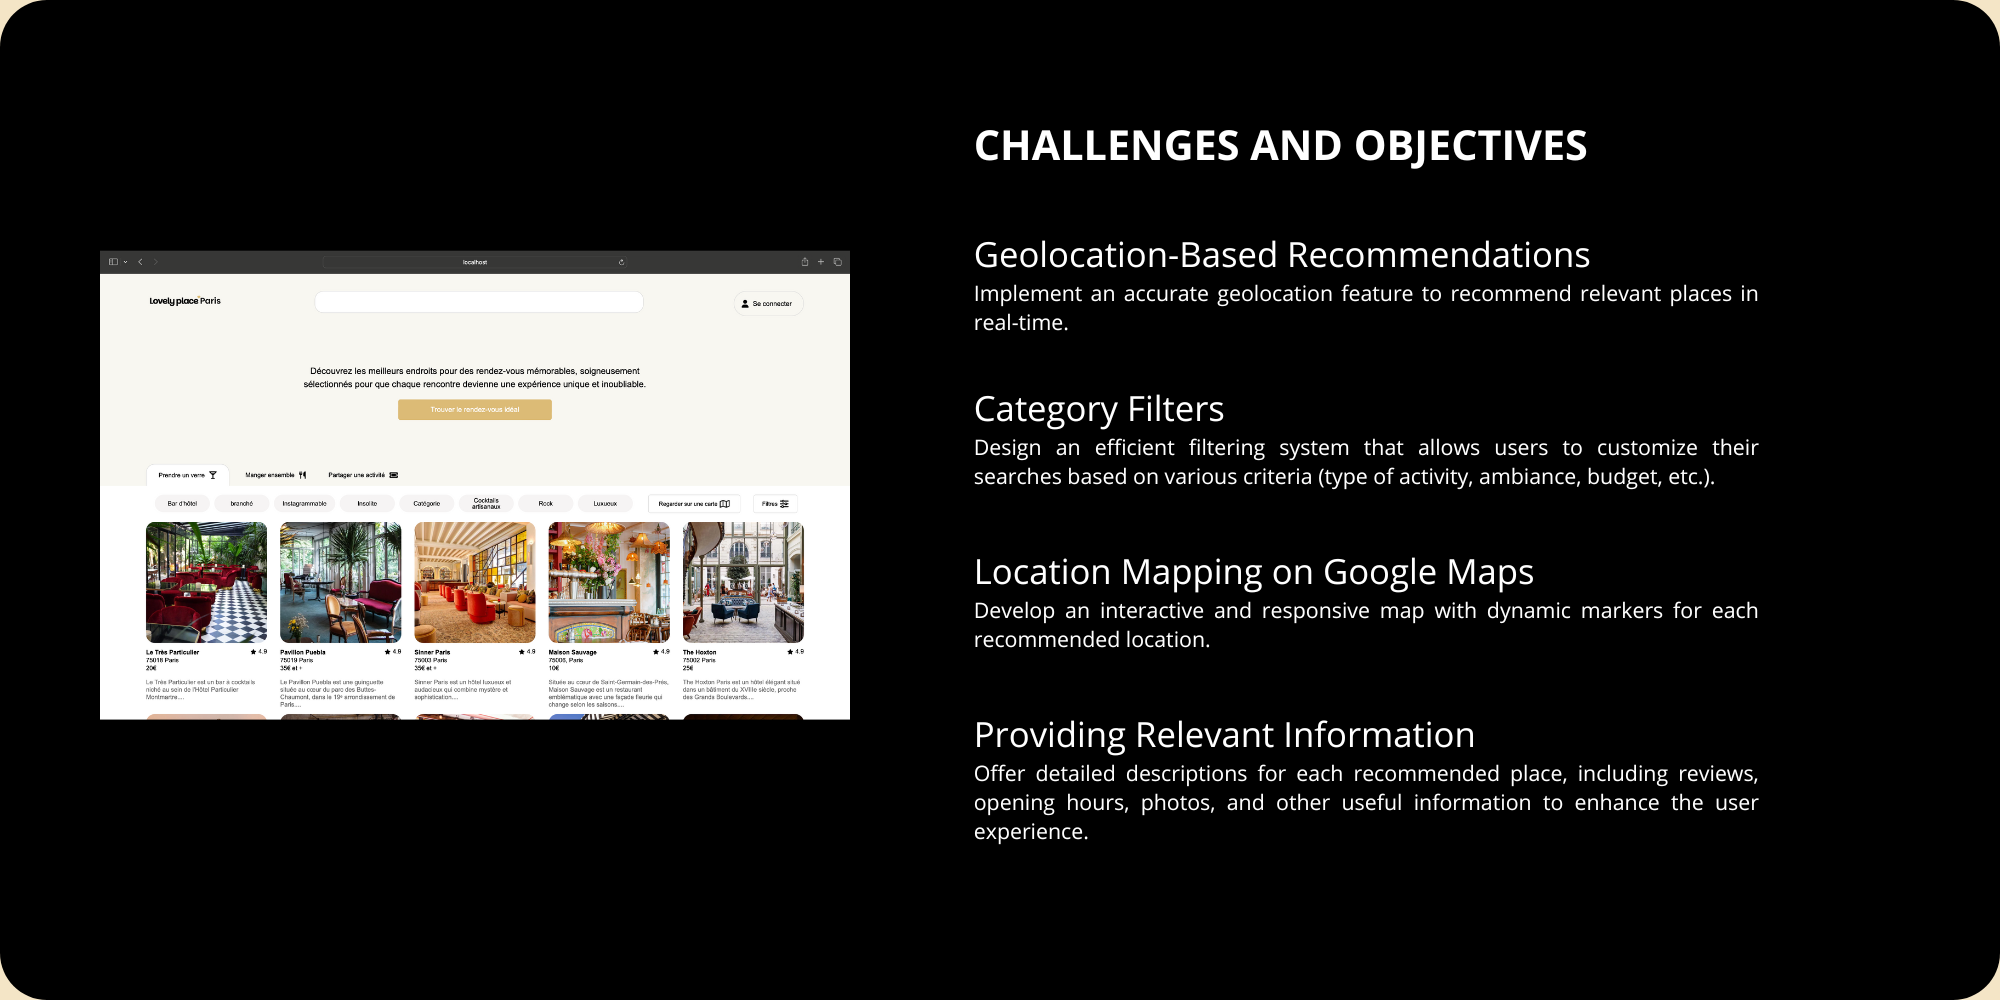 localhost
Lovely place Paris
Se connecter
Découvrez les meilleurs endroits pour des rendez-vous mémorables, soigneusement
sélectionnés pour que chaque rencontre devienne une expérience unique et inoubliable.
Trouver le rendez-vous idéal
Prendre un verre
Manger ensemble
Partager une activité
Bar d'hôtel
branché
Instagrammable
Insolite
Catégorie
Cocktails
artisanaux
Rock
Luxueux
Regarder sur une carte
Filtres
Le Très Particulier
4.9
75018 Paris
20€
Le Très Particulier est un bar à cocktails
niché au sein de l'Hôtel Particulier
Montmartre....
Pavillon Puebla
4.9
75019 Paris
35€ et +
Le Pavillon Puebla est une guinguette
située au cœur du parc des Buttes-
Chaumont, dans le 19ᵉ arrondissement de
Paris....
Sinner Paris
4.9
75003 Paris
35€ et +
Sinner Paris est un hôtel luxueux et
audacieux qui combine mystère et
sophistication....
Maison Sauvage
4.9
75006, Paris
10€
Située au cœur de Saint-Germain-des-Prés,
Maison Sauvage est un restaurant
emblématique avec une façade fleurie qui
change selon les saisons....
The Hoxton
4.9
75002 Paris
25€
The Hoxton Paris est un hôtel élégant situé
dans un bâtiment du XVIIIe siècle, proche
des Grands Boulevards....
CHALLENGES AND OBJECTIVES
Geolocation-Based Recommendations
Implement an accurate geolocation feature to recommend relevant places in
real-time.
Category Filters
Design an efficient filtering system that allows users to customize their
searches based on various criteria (type of activity, ambiance, budget, etc.).
Location Mapping on Google Maps
Develop an interactive and responsive map with dynamic markers for each
recommended location.
Providing Relevant Information
Offer detailed descriptions for each recommended place, including reviews,
opening hours, photos, and other useful information to enhance the user
experience.